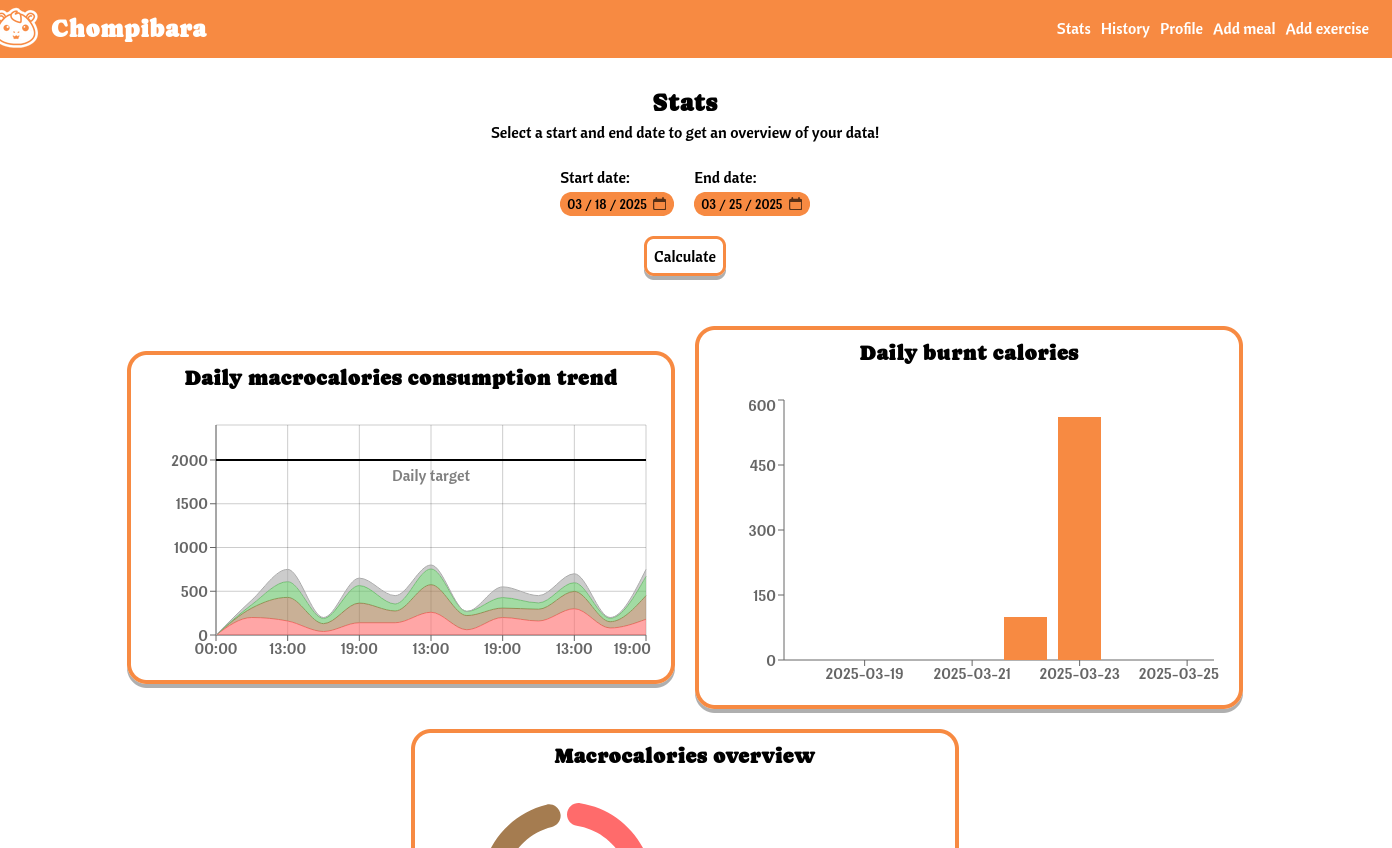 Chompibara
Stats History Profile Add meal Add exercise
Stats
Select a start and end date to get an overview of your data!
Start date:
03 / 18 / 2025
End date:
03 / 25 / 2025
Calculate
Daily macrocalories consumption trend
2000
1500
1000
500
0
Daily target
00:00 13:00 19:00 13:00 19:00 13:00 19:00
Daily burnt calories
600
450
300
150
0
2025-03-19 2025-03-21 2025-03-23 2025-03-25
Macrocalories overview